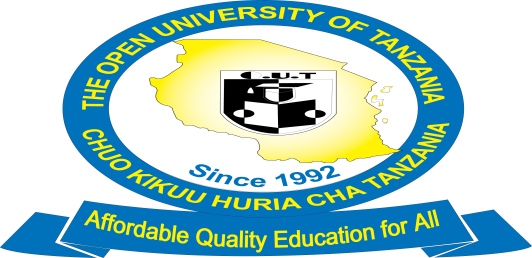 THE OPEN UNIVERSITY OF TANZANIA
O.U.T
Since 1992
CHUO KIKUU HURIA CHA TANZANIA
Affordable Quality Education for All